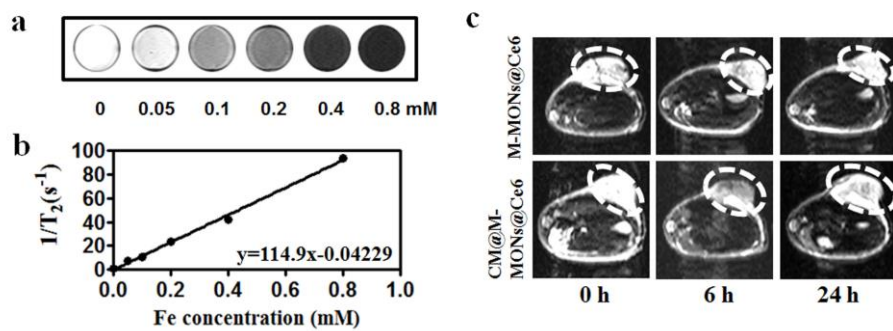 a
0 0.05 0.1 0.2 0.4 0.8 mM
b
1/T₂(s⁻¹)
100
80
60
40
20
0
y=114.9x-0.04229
0.0 0.2 0.4 0.6 0.8 1.0
Fe concentration (mM)
c
M-MONs@Ce6
CM@M-
MONs@Ce6
0 h 6 h 24 h